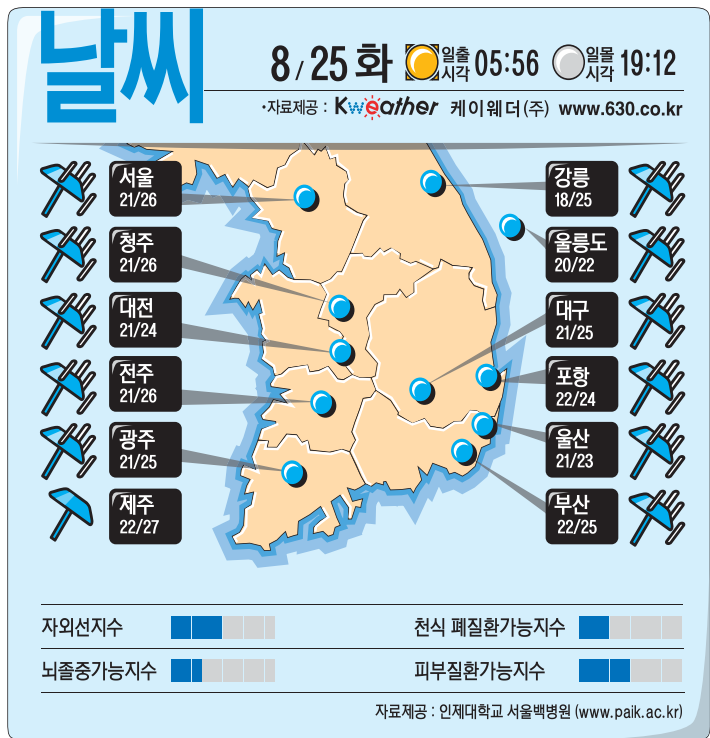 날씨
8/25 화 일출시각 05:56 일몰시각 19:12
•자료제공 : Kweather 케이웨더(주) www.630.co.kr
서울
21/26
청주
21/26
대전
21/24
전주
21/26
광주
21/25
제주
22/27
강릉
18/25
울릉도
20/22
대구
21/25
포항
22/24
울산
21/23
부산
22/25
자외선지수
천식 폐질환가능지수
뇌졸중가능지수
피부질환가능지수
자료제공 : 인제대학교 서울백병원 (www.paik.ac.kr)